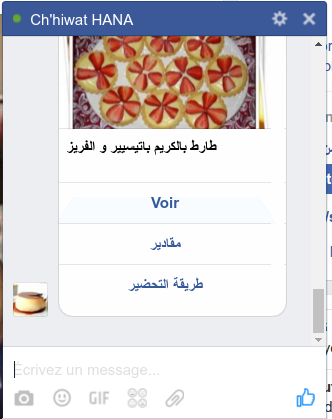 Ch'hiwat HANA
طارط بالكريم باتيسيير و الفريز
Voir
مقادير
طريقة التحضير
Écrivez un message...
GIF